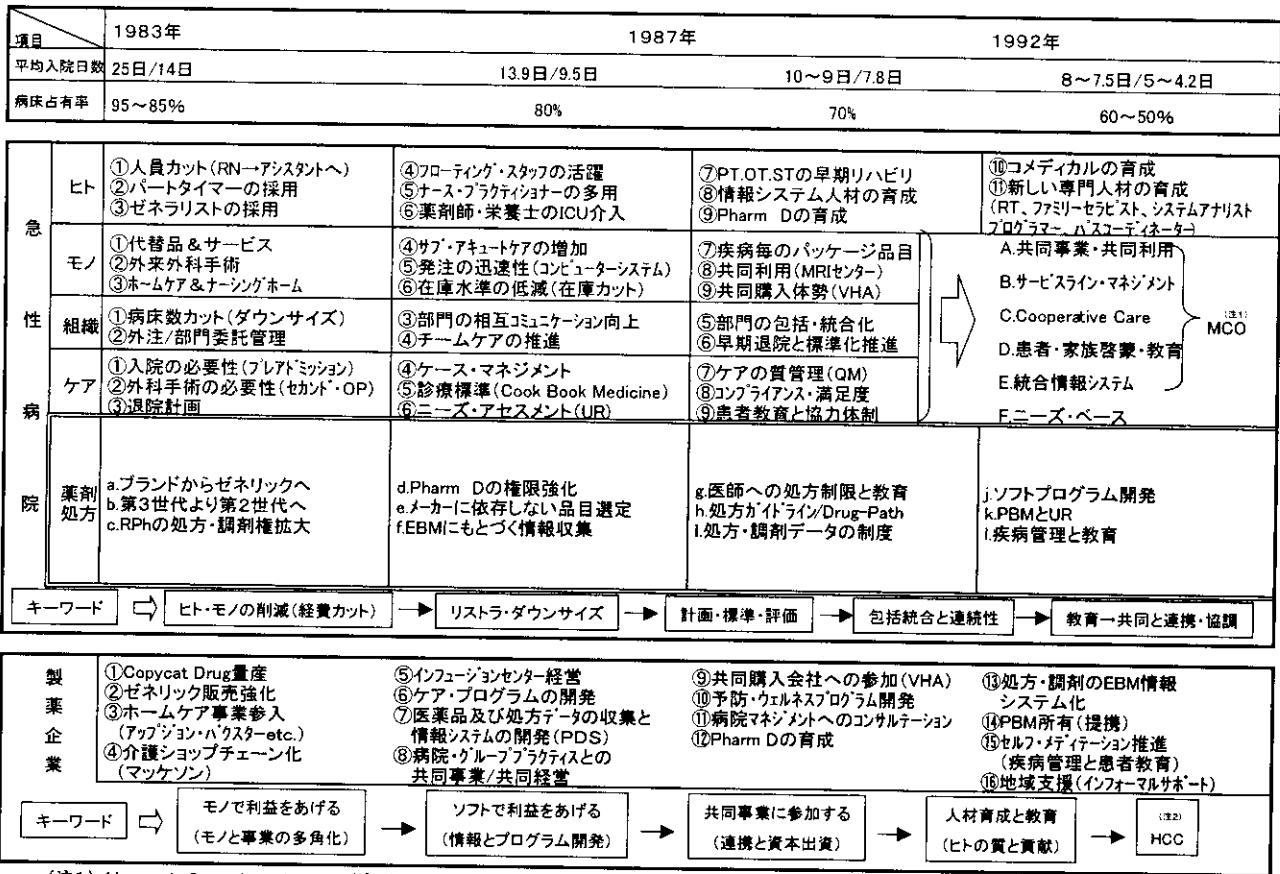 項目 1983年 1987年 1992年
平均入院日数 25日/14日 13.9日/9.5日 10～9日/7.8日 8～7.5日/5～4.2日
病床占有率 95～85% 80% 70% 60～50%
急性病院
ヒト
①人員カット(RN→アシスタントへ)
②パートタイマーの採用
③ゼネラリストの採用
④フローティング・スタッフの活躍
⑤ナース・プラクティショナーの多用
⑥薬剤師・栄養士のICU介入
⑦PT.OT.STの早期リハビリ
⑧情報システム人材の育成
⑨Pharm Dの育成
⑩コメディカルの育成
⑪新しい専門人材の育成
(RT、ファミリーセラピスト、システムアナリスト
プログラマー、パスコーディネーター)
モノ
①代替品&サービス
②外来外科手術
③ホームケア&ナーシングホーム
④サブ・アキュートケアの増加
⑤発注の迅速性(コンピューターシステム)
⑥在庫水準の低減(在庫カット)
⑦疾病毎のパッケージ品目
⑧共同利用(MRIセンター)
⑨共同購入体勢(VHA)
組織
①病床数カット(ダウンサイズ)
②外注/部門委託管理
③部門の相互コミュニケーション向上
④チームケアの推進
⑤部門の包括・統合化
⑥早期退院と標準化推進
ケア
①入院の必要性(プレアドミッション)
②外科手術の必要性(セカンド・OP)
③退院計画
④ケース・マネジメント
⑤診療標準(Cook Book Medicine)
⑥ニーズ・アセスメント(UR)
⑦ケアの質管理(QM)
⑧コンプライアンス・満足度
⑨患者教育と協力体制
A.共同事業・共同利用
B.サービスライン・マネジメント
C.Cooperative Care
D.患者・家族啓蒙・教育
E.統合情報システム
F.ニーズ・ベース
(注1)
MCO
薬剤処方
a.ブランドからゼネリックへ
b.第3世代より第2世代へ
c.RPhの処方・調剤権拡大
d.Pharm Dの権限強化
e.メーカーに依存しない品目選定
f.EBMにもとづく情報収集
g.医師への処方制限と教育
h.処方ガイドライン/Drug-Path
i.処方・調剤データの制度
j.ソフトプログラム開発
k.PBMとUR
l.疾病管理と教育
キーワード ヒト・モノの削減(経費カット) リストラ・ダウンサイズ 計画・標準・評価 包括統合と連続性 教育→共同と連携・協調
製薬企業
①Copycat Drug量産
②ゼネリック販売強化
③ホームケア事業参入
(アップジョン・バクスターetc.)
④介護ショップチェーン化
(マッケソン)
⑤インフュージョンセンター経営
⑥ケア・プログラムの開発
⑦医薬品及び処方データの収集と
情報システムの開発(PDS)
⑧病院・グループプラクティスとの
共同事業/共同経営
⑨共同購入会社への参加(VHA)
⑩予防・ウェルネスプログラム開発
⑪病院マネジメントへのコンサルテーション
⑫Pharm Dの育成
⑬処方・調剤のEBM情報
システム化
⑭PBM所有(提携)
⑮セルフ・メディテーション推進
(疾病管理と患者教育)
⑯地域支援(インフォーマルサポート)
キーワード
モノで利益をあげる
(モノと事業の多角化)
ソフトで利益をあげる
(情報とプログラム開発)
共同事業に参加する
(連携と資本出資)
人材育成と教育
(ヒトの質と貢献)
(注2)
HCC